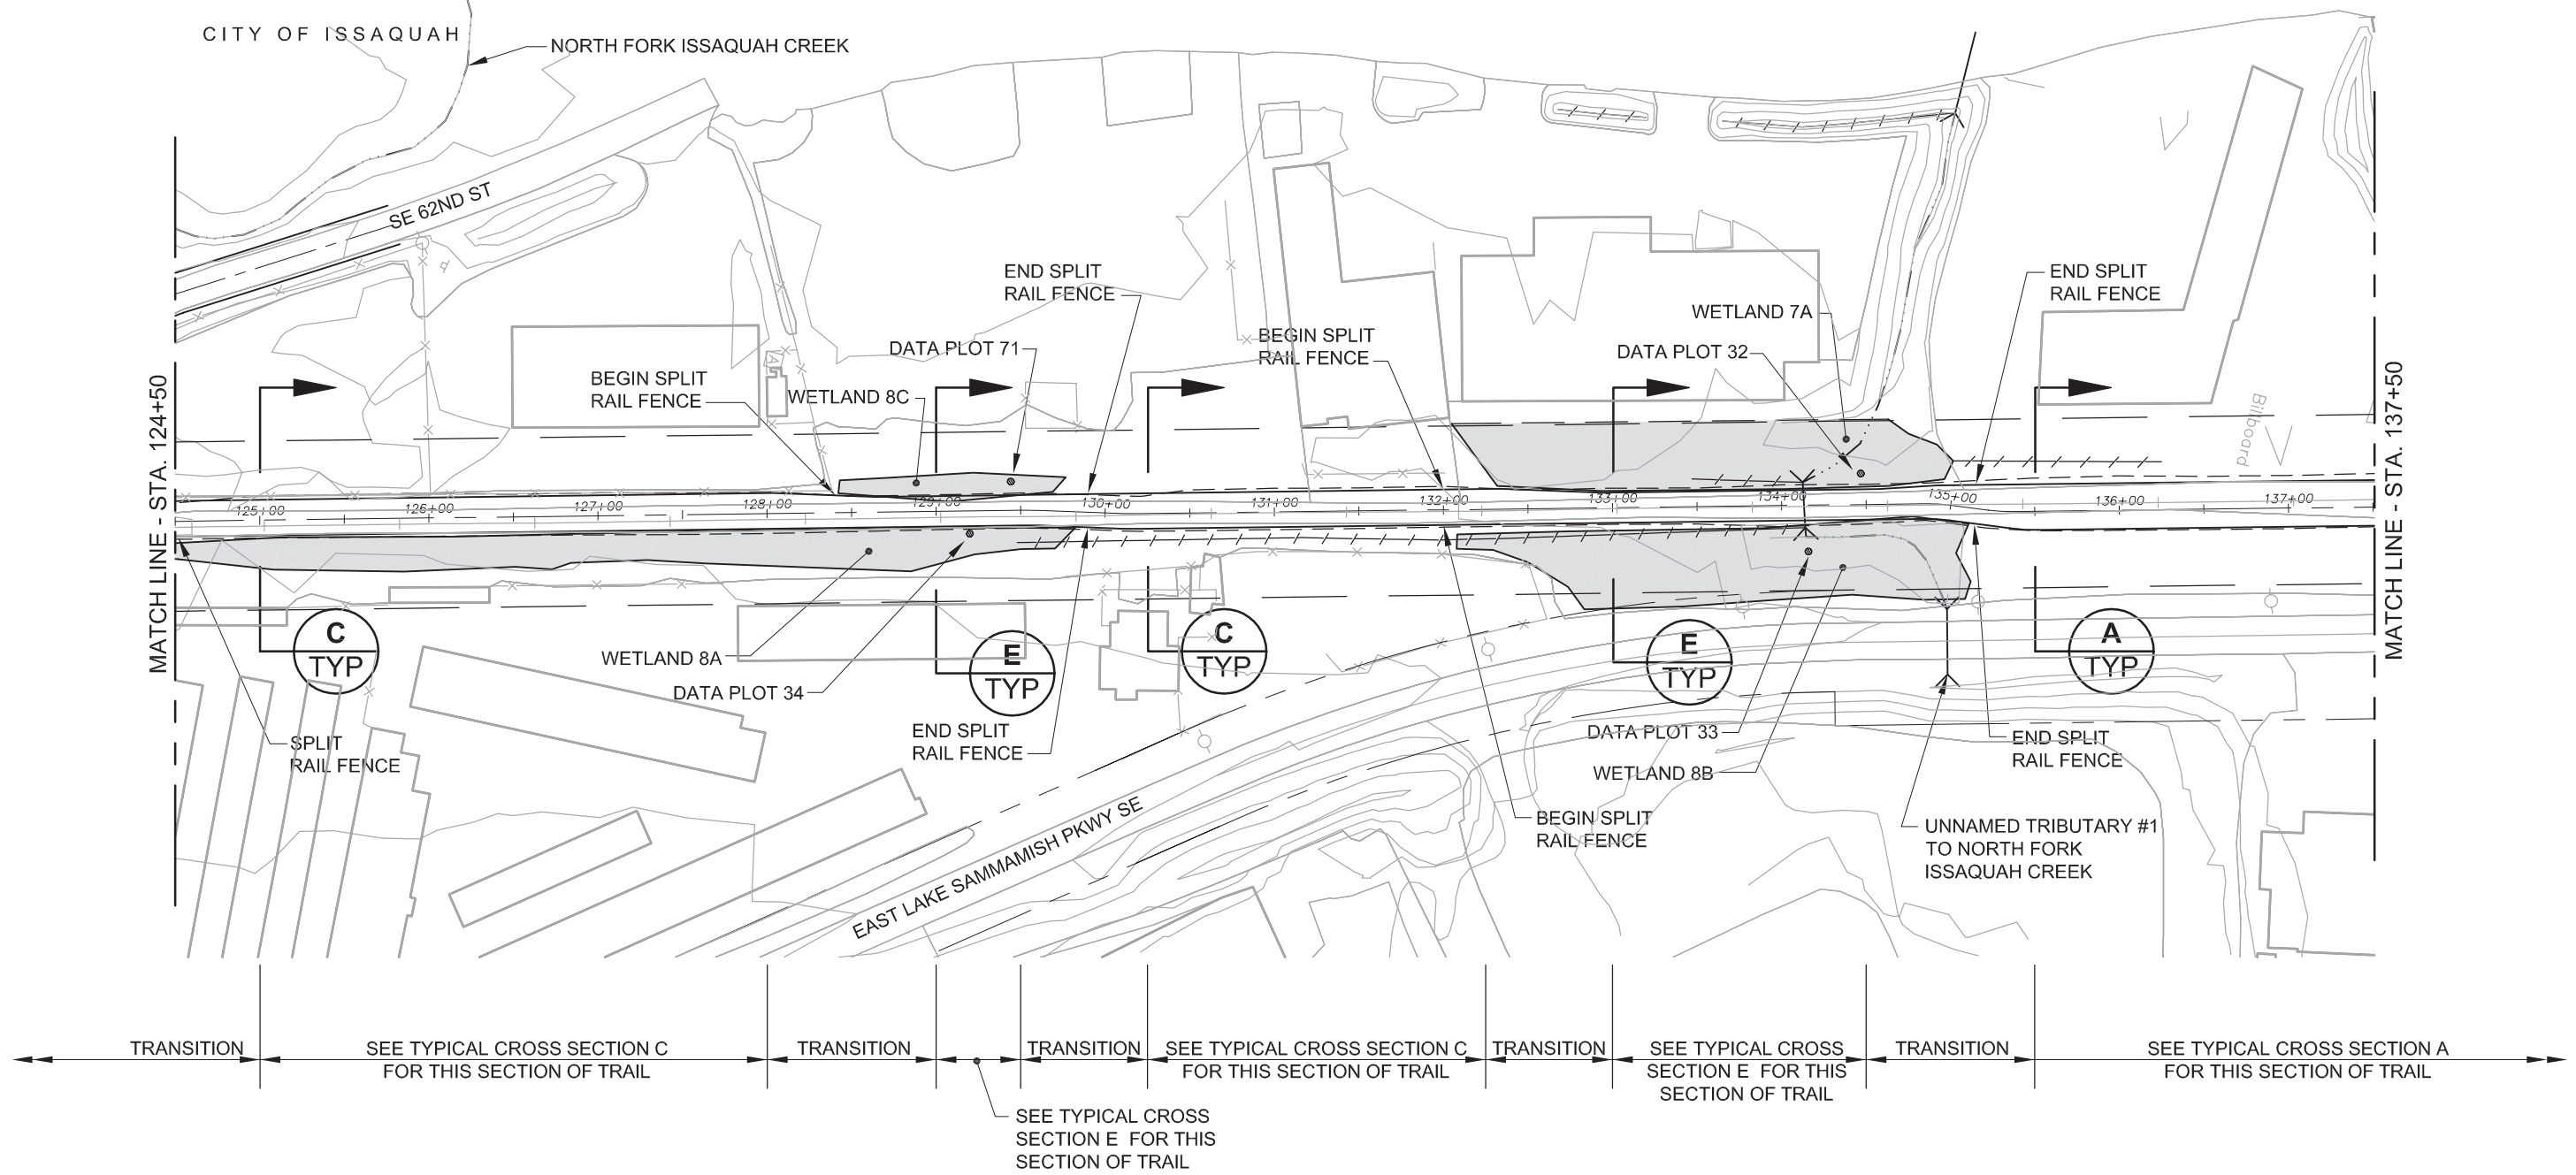 CITY OF ISSAQUAH
NORTH FORK ISSAQUAH CREEK
SE 62ND ST
END SPLIT
RAIL FENCE
END SPLIT
RAIL FENCE
WETLAND 7A
BEGIN SPLIT
RAIL FENCE
DATA PLOT 71
DATA PLOT 32
BEGIN SPLIT
RAIL FENCE
WETLAND 8C
Billboard
MATCH LINE - STA. 124+50
MATCH LINE - STA. 137+50
125+00
126+00
127+00
128+00
129+00
130+00
131+00
132+00
133+00
134+00
135+00
136+00
137+00
C
TYP
E
TYP
C
TYP
E
TYP
A
TYP
WETLAND 8A
DATA PLOT 34
END SPLIT
RAIL FENCE
SPLIT
RAIL FENCE
DATA PLOT 33
WETLAND 8B
END SPLIT
RAIL FENCE
BEGIN SPLIT
RAIL FENCE
EAST LAKE SAMMAMISH PKWY SE
UNNAMED TRIBUTARY #1
TO NORTH FORK
ISSAQUAH CREEK
TRANSITION
SEE TYPICAL CROSS SECTION C
FOR THIS SECTION OF TRAIL
TRANSITION
SEE TYPICAL CROSS
SECTION E FOR THIS
SECTION OF TRAIL
TRANSITION
SEE TYPICAL CROSS SECTION C
FOR THIS SECTION OF TRAIL
TRANSITION
SEE TYPICAL CROSS
SECTION E FOR THIS
SECTION OF TRAIL
TRANSITION
SEE TYPICAL CROSS SECTION A
FOR THIS SECTION OF TRAIL